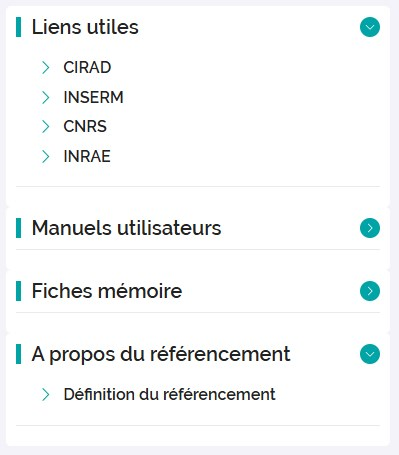 Liens utiles
CIRAD
INSERM
CNRS
INRAE
Manuels utilisateurs
Fiches mémoire
A propos du référencement
Définition du référencement